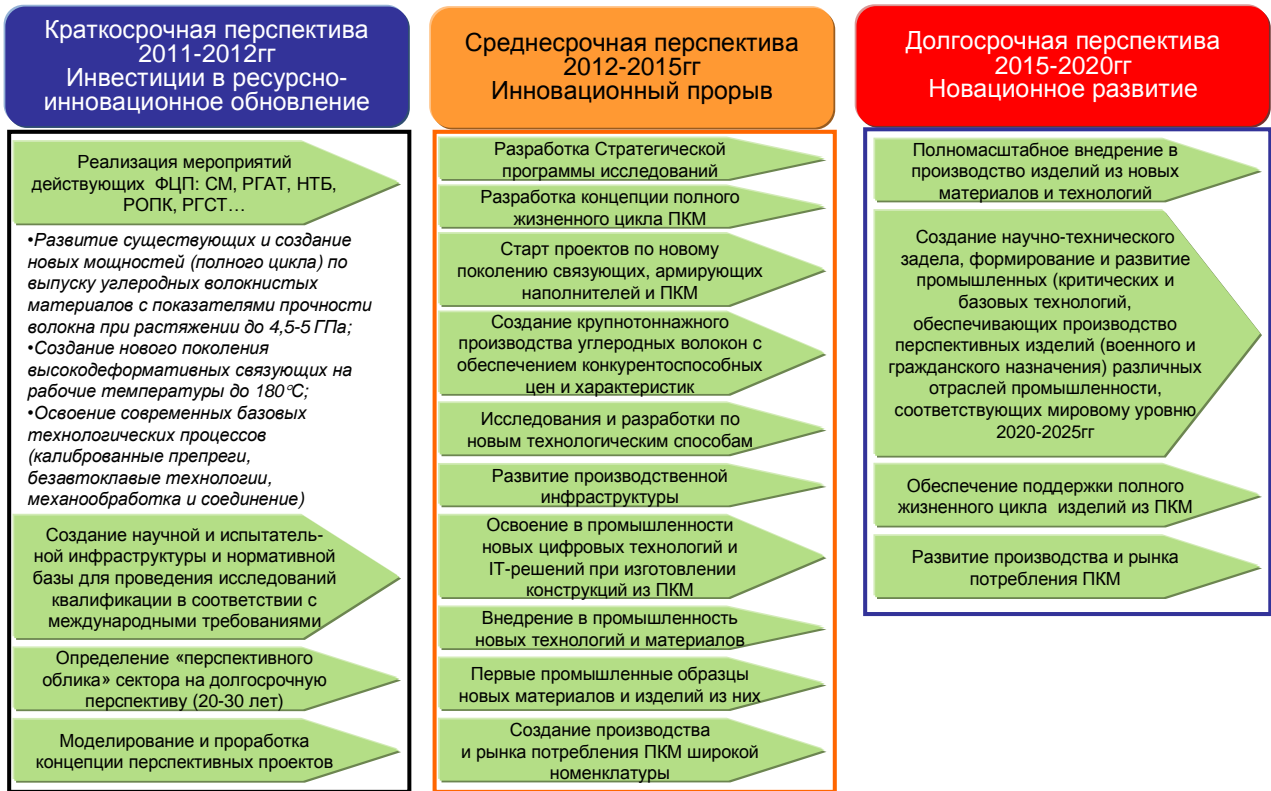 Краткосрочная перспектива
2011-2012гг
Инвестиции в ресурсно-
инновационное обновление
Реализация мероприятий
действующих ФЦП: СМ, РГАТ, НТБ,
РОПК, РГСТ…
•Развитие существующих и создание
новых мощностей (полного цикла) по
выпуску углеродных волокнистых
материалов с показателями прочности
волокна при растяжении до 4,5-5 ГПа;
•Создание нового поколения
высокодеформативных связующих на
рабочие температуры до 180°С;
•Освоение современных базовых
технологических процессов
(калиброванные препреги,
безавтоклавые технологии,
механообработка и соединение)
Создание научной и испытатель-
ной инфраструктуры и нормативной
базы для проведения исследований
квалификации в соответствии с
международными требованиями
Определение «перспективного
облика» сектора на долгосрочную
перспективу (20-30 лет)
Моделирование и проработка
концепции перспективных проектов
Среднесрочная перспектива
2012-2015гг
Инновационный прорыв
Разработка Стратегической
программы исследований
Разработка концепции полного
жизненного цикла ПКМ
Старт проектов по новому
поколению связующих, армирующих
наполнителей и ПКМ
Создание крупнотоннажного
производства углеродных волокон с
обеспечением конкурентоспособных
цен и характеристик
Исследования и разработки по
новым технологическим способам
Развитие производственной
инфраструктуры
Освоение в промышленности
новых цифровых технологий и
IT-решений при изготовлении
конструкций из ПКМ
Внедрение в промышленность
новых технологий и материалов
Первые промышленные образцы
новых материалов и изделий из них
Создание производства
и рынка потребления ПКМ широкой
номенклатуры
Долгосрочная перспектива
2015-2020гг
Новационное развитие
Полномасштабное внедрение в
производство изделий из новых
материалов и технологий
Создание научно-технического
задела, формирование и развитие
промышленных (критических и
базовых технологий,
обеспечивающих производство
перспективных изделий (военного и
гражданского назначения) различных
отраслей промышленности,
соответствующих мировому уровню
2020-2025гг
Обеспечение поддержки полного
жизненного цикла изделий из ПКМ
Развитие производства и рынка
потребления ПКМ